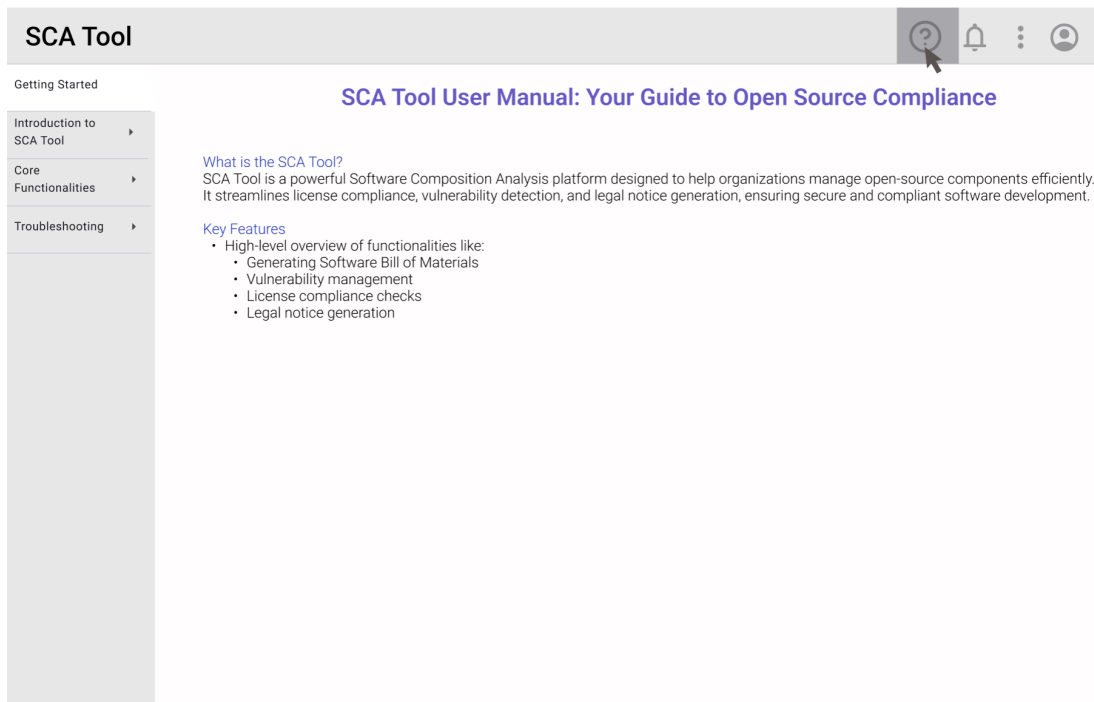 SCA Tool
Getting Started
Introduction to
SCA Tool
Core
Functionalities
Troubleshooting
SCA Tool User Manual: Your Guide to Open Source Compliance
What is the SCA Tool?
SCA Tool is a powerful Software Composition Analysis platform designed to help organizations manage open-source components efficiently.
It streamlines license compliance, vulnerability detection, and legal notice generation, ensuring secure and compliant software development.
Key Features
• High-level overview of functionalities like:
• Generating Software Bill of Materials
• Vulnerability management
• License compliance checks
• Legal notice generation